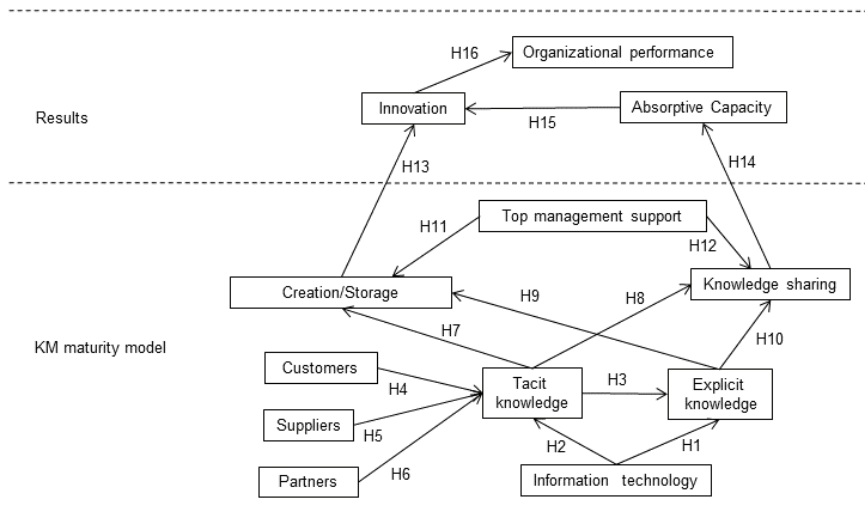 H16
Organizational performance
Innovation
Absorptive Capacity
Results
H15
H13
H14
Top management support
H11
H12
Creation/Storage
H9
H8
Knowledge sharing
H7
H10
KM maturity model
Customers
H4
Tacit
knowledge
H3
Explicit
knowledge
Suppliers
H5
H2
H1
Partners
H6
Information technology